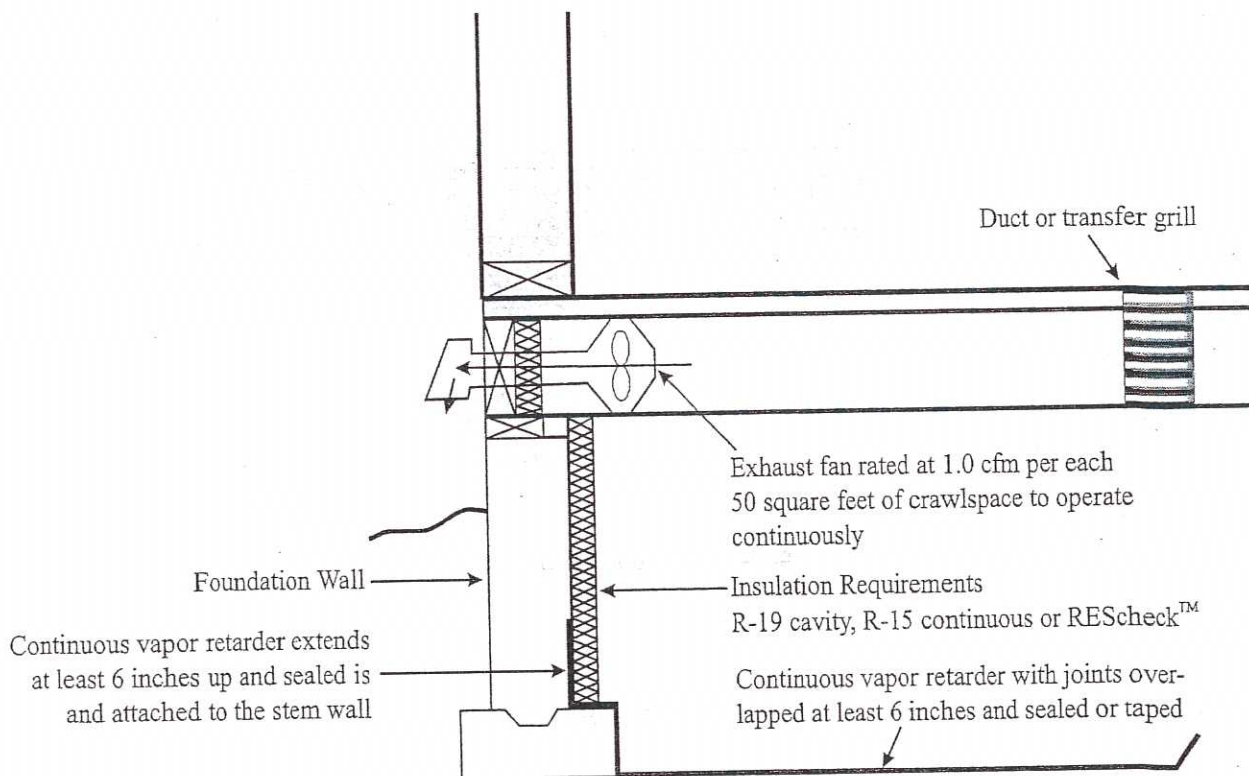 Duct or transfer grill
Exhaust fan rated at 1.0 cfm per each
50 square feet of crawlspace to operate
continuously
Foundation Wall
Insulation Requirements
R-19 cavity, R-15 continuous or REScheck™
Continuous vapor retarder extends
at least 6 inches up and sealed is
and attached to the stem wall
Continuous vapor retarder with joints over-
lapped at least 6 inches and sealed or taped